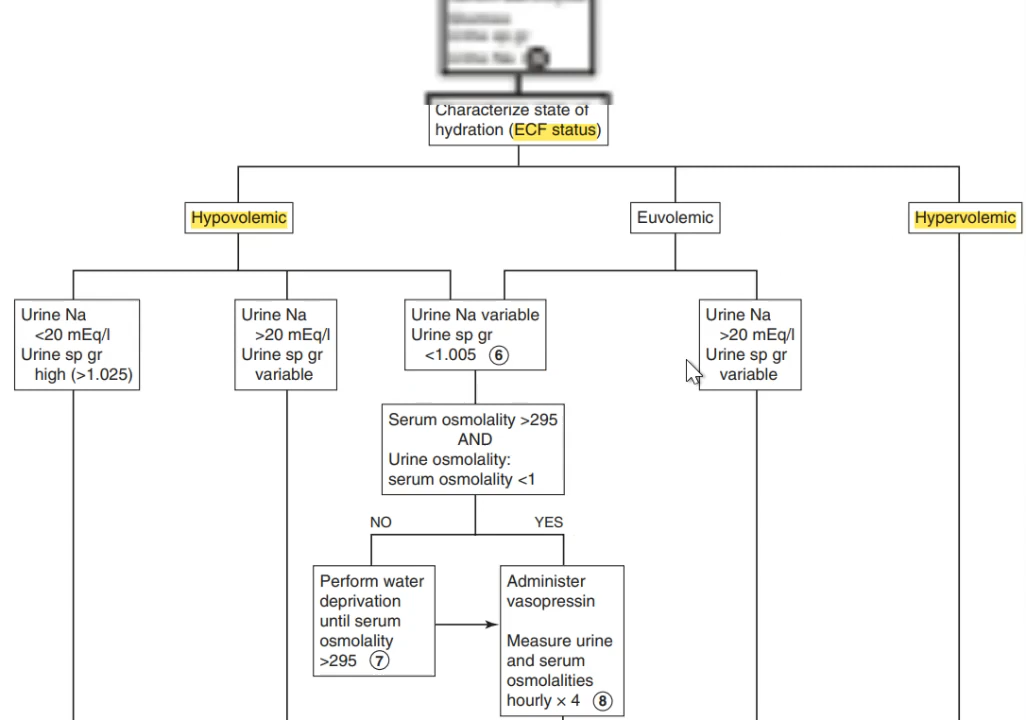 Characterize state of
hydration (ECF status)
Hypovolemic
Euvolemic
Hypervolemic
Urine Na
<20 mEq/l
Urine sp gr
high (>1.025)
Urine Na
>20 mEq/l
Urine sp gr
variable
Urine Na variable
Urine sp gr
<1.005 ⑥
Urine Na
>20 mEq/l
Urine sp gr
variable
Serum osmolality >295
AND
Urine osmolality:
serum osmolality <1
NO
YES
Perform water
deprivation
until serum
osmolality
>295 ⑦
Administer
vasopressin
Measure urine
and serum
osmolalities
hourly × 4 ⑧